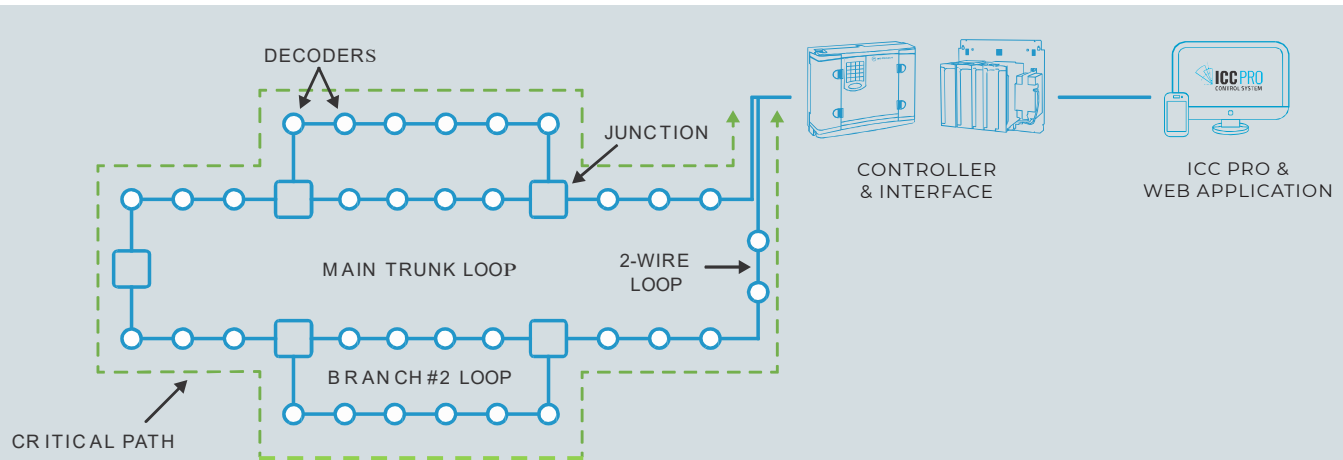 DECODERS
JUNCTION
ICC PRO
CONTROL SYSTEM
CONTROLLER
& INTERFACE
ICC PRO &
WEB APPLICATION
MAIN TRUNK LOOP
2-WIRE
LOOP
BRANCH #2 LOOP
CRITICAL PATH